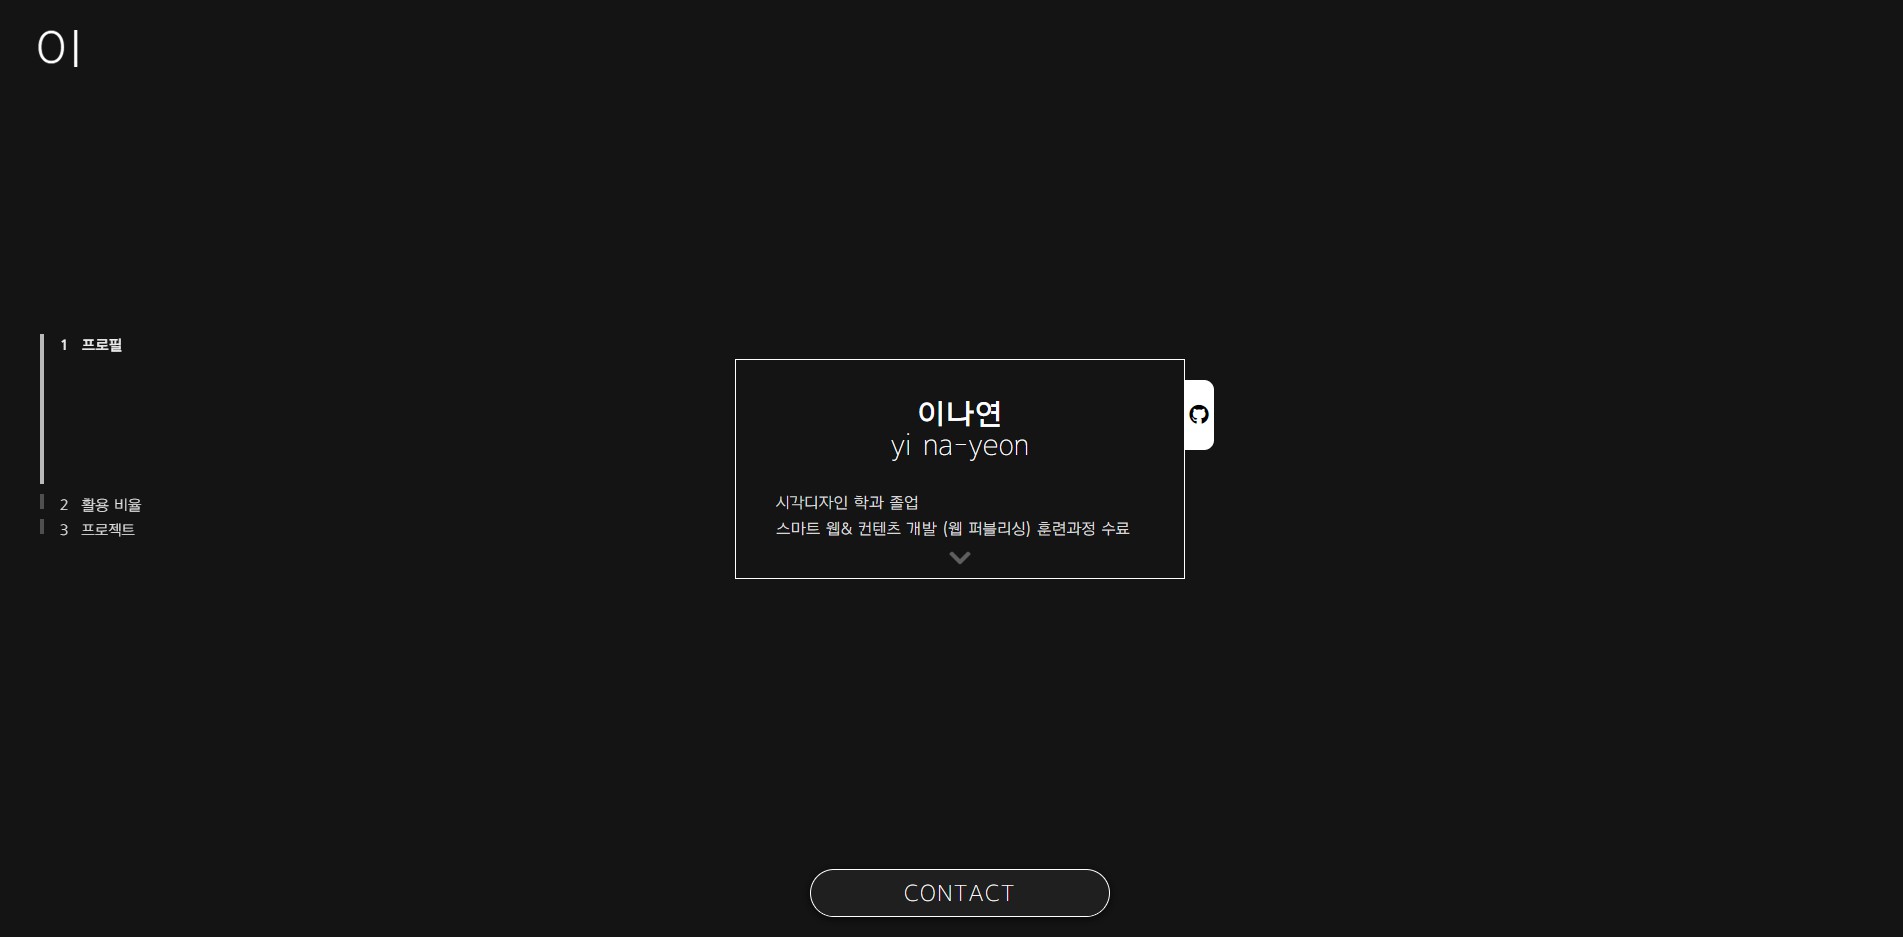 이
1 프로필
2 활용 비율
3 프로젝트
이나연
yi na-yeon
시각디자인 학과 졸업
스마트 웹& 컨텐츠 개발 (웹 퍼블리싱) 훈련과정 수료
CONTACT